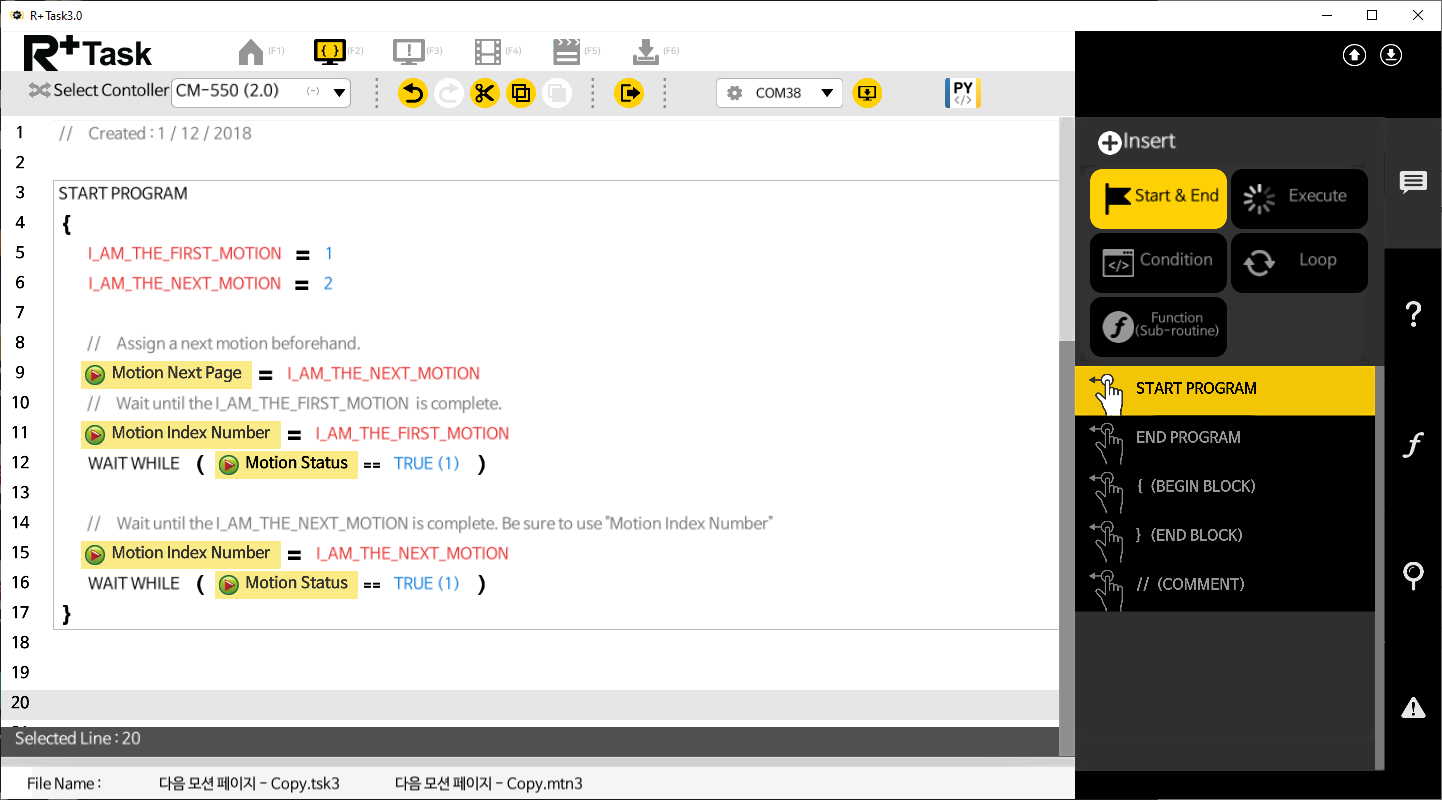 R+Task3.0
R+Task
(F1)
(F2)
(F3)
(F4)
(F5)
(F6)
Select Contoller
CM-550 (2.0)
(-)
COM38
PY
</>
1 // Created : 1 / 12 / 2018
2
3 START PROGRAM
4 {
5 I_AM_THE_FIRST_MOTION = 1
6 I_AM_THE_NEXT_MOTION = 2
7
8 // Assign a next motion beforehand.
9 Motion Next Page = I_AM_THE_NEXT_MOTION
10 // Wait until the I_AM_THE_FIRST_MOTION is complete.
11 Motion Index Number = I_AM_THE_FIRST_MOTION
12 WAIT WHILE ( Motion Status == TRUE (1) )
13
14 // Wait until the I_AM_THE_NEXT_MOTION is complete. Be sure to use "Motion Index Number"
15 Motion Index Number = I_AM_THE_NEXT_MOTION
16 WAIT WHILE ( Motion Status == TRUE (1) )
17 }
18
19
20
Selected Line : 20
File Name : 다음 모션 페이지 - Copy.tsk3 다음 모션 페이지 - Copy.mtn3
Insert
Start & End
Execute
Condition
Loop
Function
(Sub-routine)
START PROGRAM
END PROGRAM
{ (BEGIN BLOCK)
} (END BLOCK)
// (COMMENT)